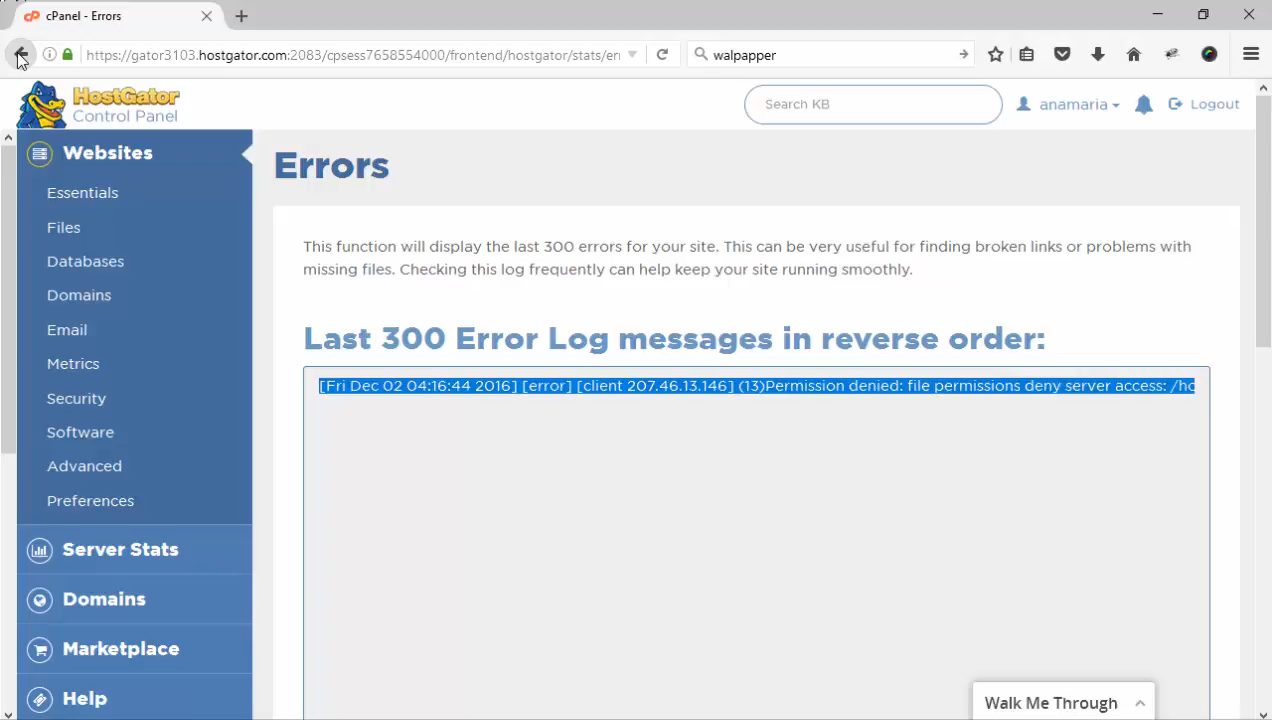 cPanel - Errors
https://gator3103.hostgator.com:2083/cpsess7658554000/frontend/hostgator/stats/err
walpapper
HostGator
Control Panel
Search KB
anamaria
Logout
Websites
Essentials
Files
Databases
Domains
Email
Metrics
Security
Software
Advanced
Preferences
Server Stats
Domains
Marketplace
Help
Errors
This function will display the last 300 errors for your site. This can be very useful for finding broken links or problems with
missing files. Checking this log frequently can help keep your site running smoothly.
Last 300 Error Log messages in reverse order:
[Fri Dec 02 04:16:44 2016] [error] [client 207.46.13.146] (13)Permission denied: file permissions deny server access: /ho
Walk Me Through